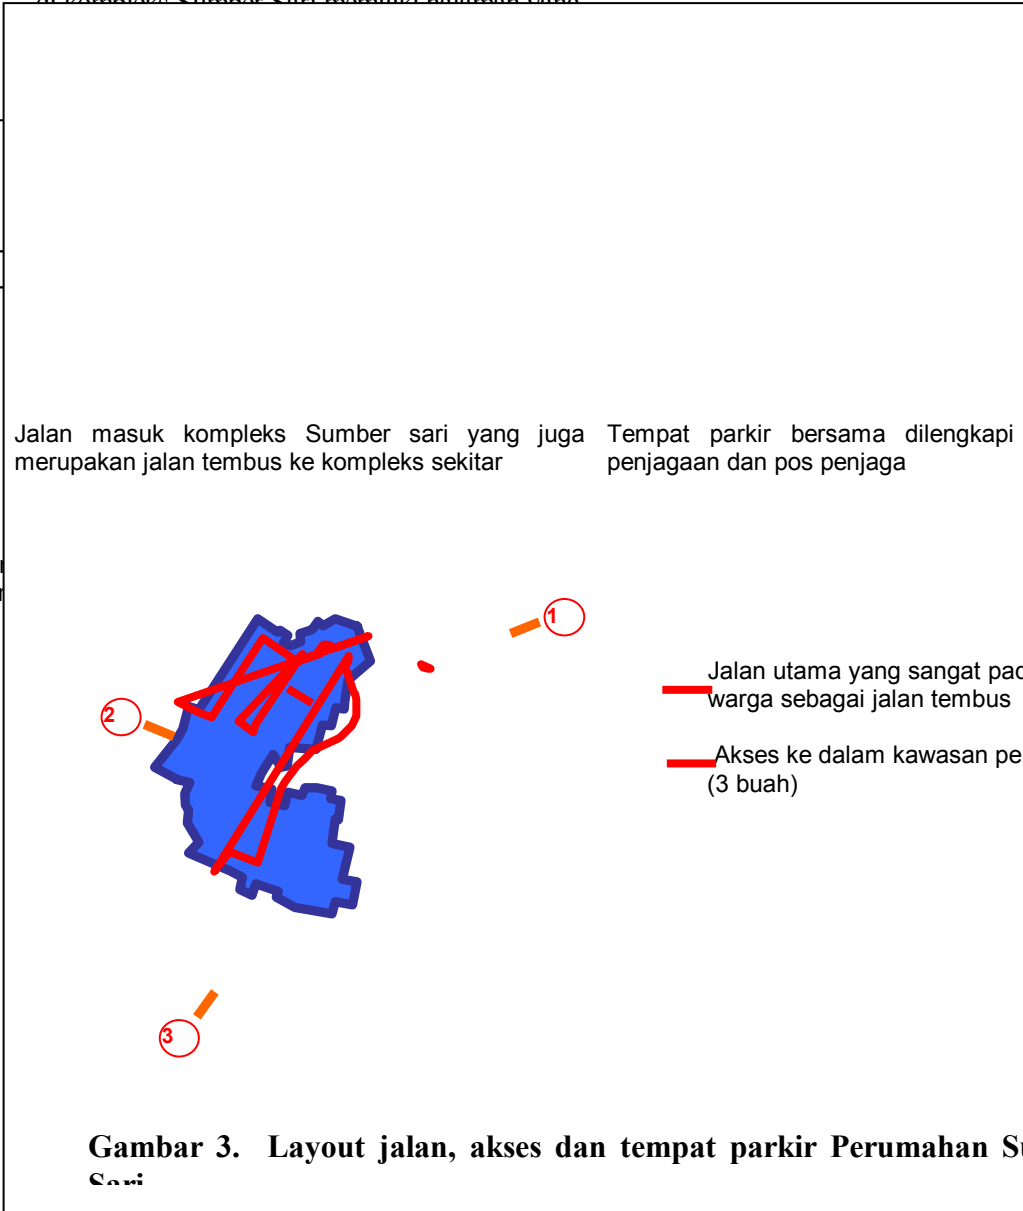 Jalan masuk kompleks Sumber sari yang juga
merupakan jalan tembus ke kompleks sekitar
Tempat parkir bersama dilengkapi
penjagaan dan pos penjaga
1
2
3
Jalan utama yang sangat pad
warga sebagai jalan tembus
Akses ke dalam kawasan pe
(3 buah)
Gambar 3. Layout jalan, akses dan tempat parkir Perumahan Su
Sari